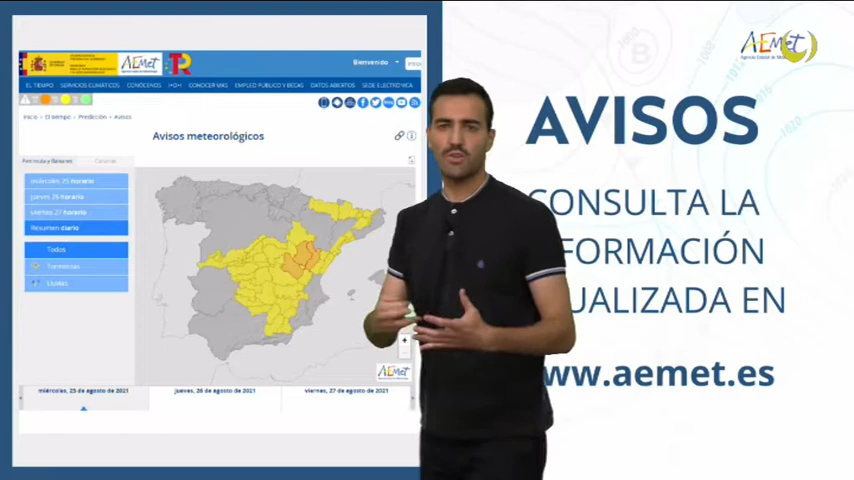 AEMet
Bienvenido
EL TIEMPO SERVICIOS CLIMÁTICOS CONÓCENOS I+D+i CONOCER MÁS EMPLEO PÚBLICO Y BECAS DATOS ABIERTOS SEDE ELECTRÓNICA
Inicio El tiempo Predicción Avisos
Avisos meteorológicos
Península y Baleares Canarias
miércoles 25 horario
jueves 26 horario
viernes 27 horario
Resumen diario
Todos
Tormentas
Lluvias
AEMet
miércoles, 25 de agosto de 2021 jueves, 26 de agosto de 2021 viernes, 27 de agosto de 2021
AEMet
B
1020
AVISOS
CONSULTA LA
FORMACIÓN
UALIZADA EN
ww.aemet.es